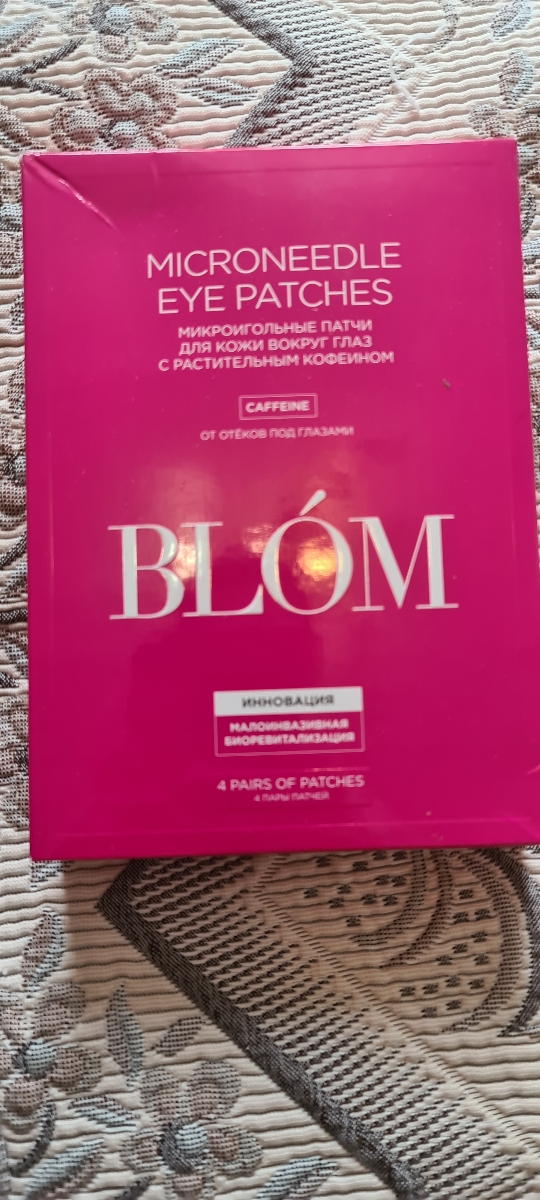 MICRONEEDLE
EYE PATCHES
МИКРОИГОЛЬНЫЕ ПАТЧИ
ДЛЯ КОЖИ ВОКРУГ ГЛАЗ
С РАСТИТЕЛЬНЫМ КОФЕИНОМ
CAFFEINE
ОТ ОТЁКОВ ПОД ГЛАЗАМИ
BLÓM
ИННОВАЦИЯ
МАЛОИНВАЗИВНАЯ
БИОРЕВИТАЛИЗАЦИЯ
4 PAIRS OF PATCHES
4 ПАРЫ ПАТЧЕЙ